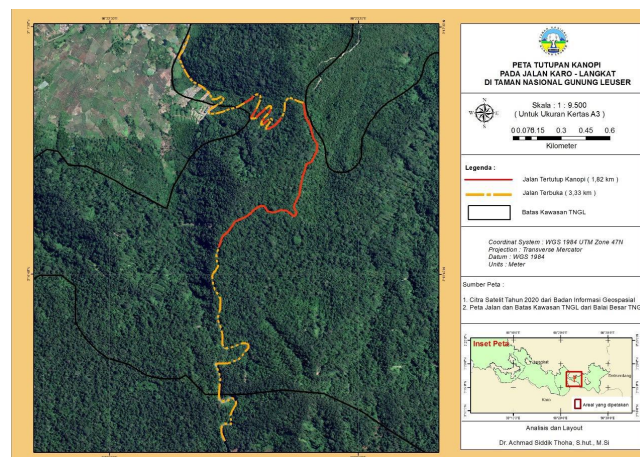 PETA TUTUPAN KANOPI
PADA JALAN KARO - LANGKAT
DI TAMAN NASIONAL GUNUNG LEUSER
Skala : 1 : 9.500
( Untuk Ukuran Kertas A3 )
0 0.075 0.15 0.3 0.45 0.6
Kilometer
Legenda :
Jalan Tertutup Kanopi ( 1,82 km )
Jalan Terbuka ( 3,33 km )
Batas Kawasan TNGL
Coordinat System : WGS 1984 UTM Zone 47N
Projection : Transverse Mercator
Datum : WGS 1984
Units : Meter
Sumber Peta :
1. Citra Satelit Tahun 2020 dari Badan Informasi Geospasial
2. Peta Jalan dan Batas Kawasan TNGL dari Balai Besar TNG
Inset Peta
Langkat
Karo
Areal yang dipetakan
Analisis dan Layout
Dr. Achmad Siddik Thoha, S.hut., M.Si